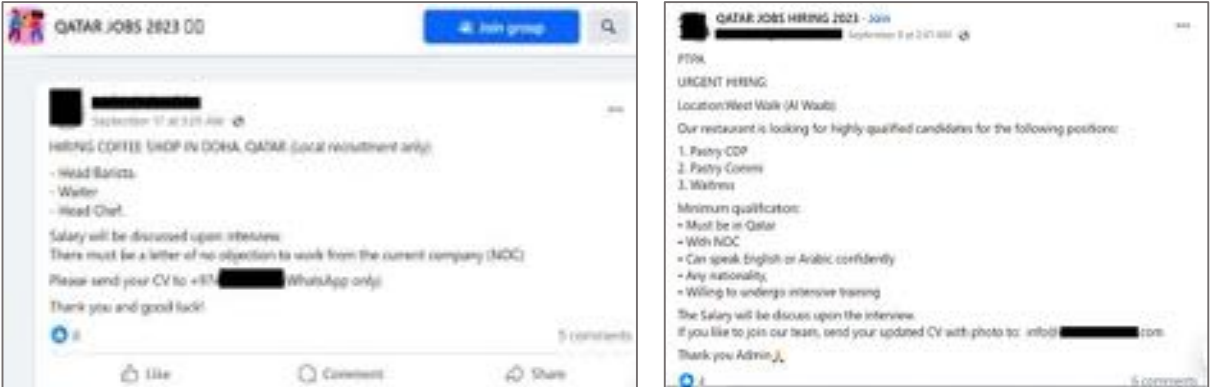 QATAR JOBS 2023
Join group
September 17 at 3:01 AM
HIRING COFFEE SHOP IN DOHA, QATAR (Local recruitment only)
- Head Barista
- Waiter
- Head Chef.
Salary will be discussed upon interview.
There must be a letter of no objection to work from the current company (NOC)
Please send your CV to +974 WhatsApp only)
Thank you and good luck!
5 comments
Like
Comment
Share
QATAR JOBS HIRING 2023 · Join
PTPA
URGENT HIRING:
Location:West Walk (Al Waab)
Our restaurant is looking for highly qualified candidates for the following positions:
1. Pastry CDP
2. Pastry Commi
3. Waitress
Minimum qualification:
• Must be in Qatar
• With NOC
• Can speak English or Arabic confidently
• Any nationality,
• Willing to undergo intensive training
The Salary will be discuss upon the interview.
If you like to join our team, send your updated CV with photo to: info@ .com
Thank you Admin🙏
4
6 comments